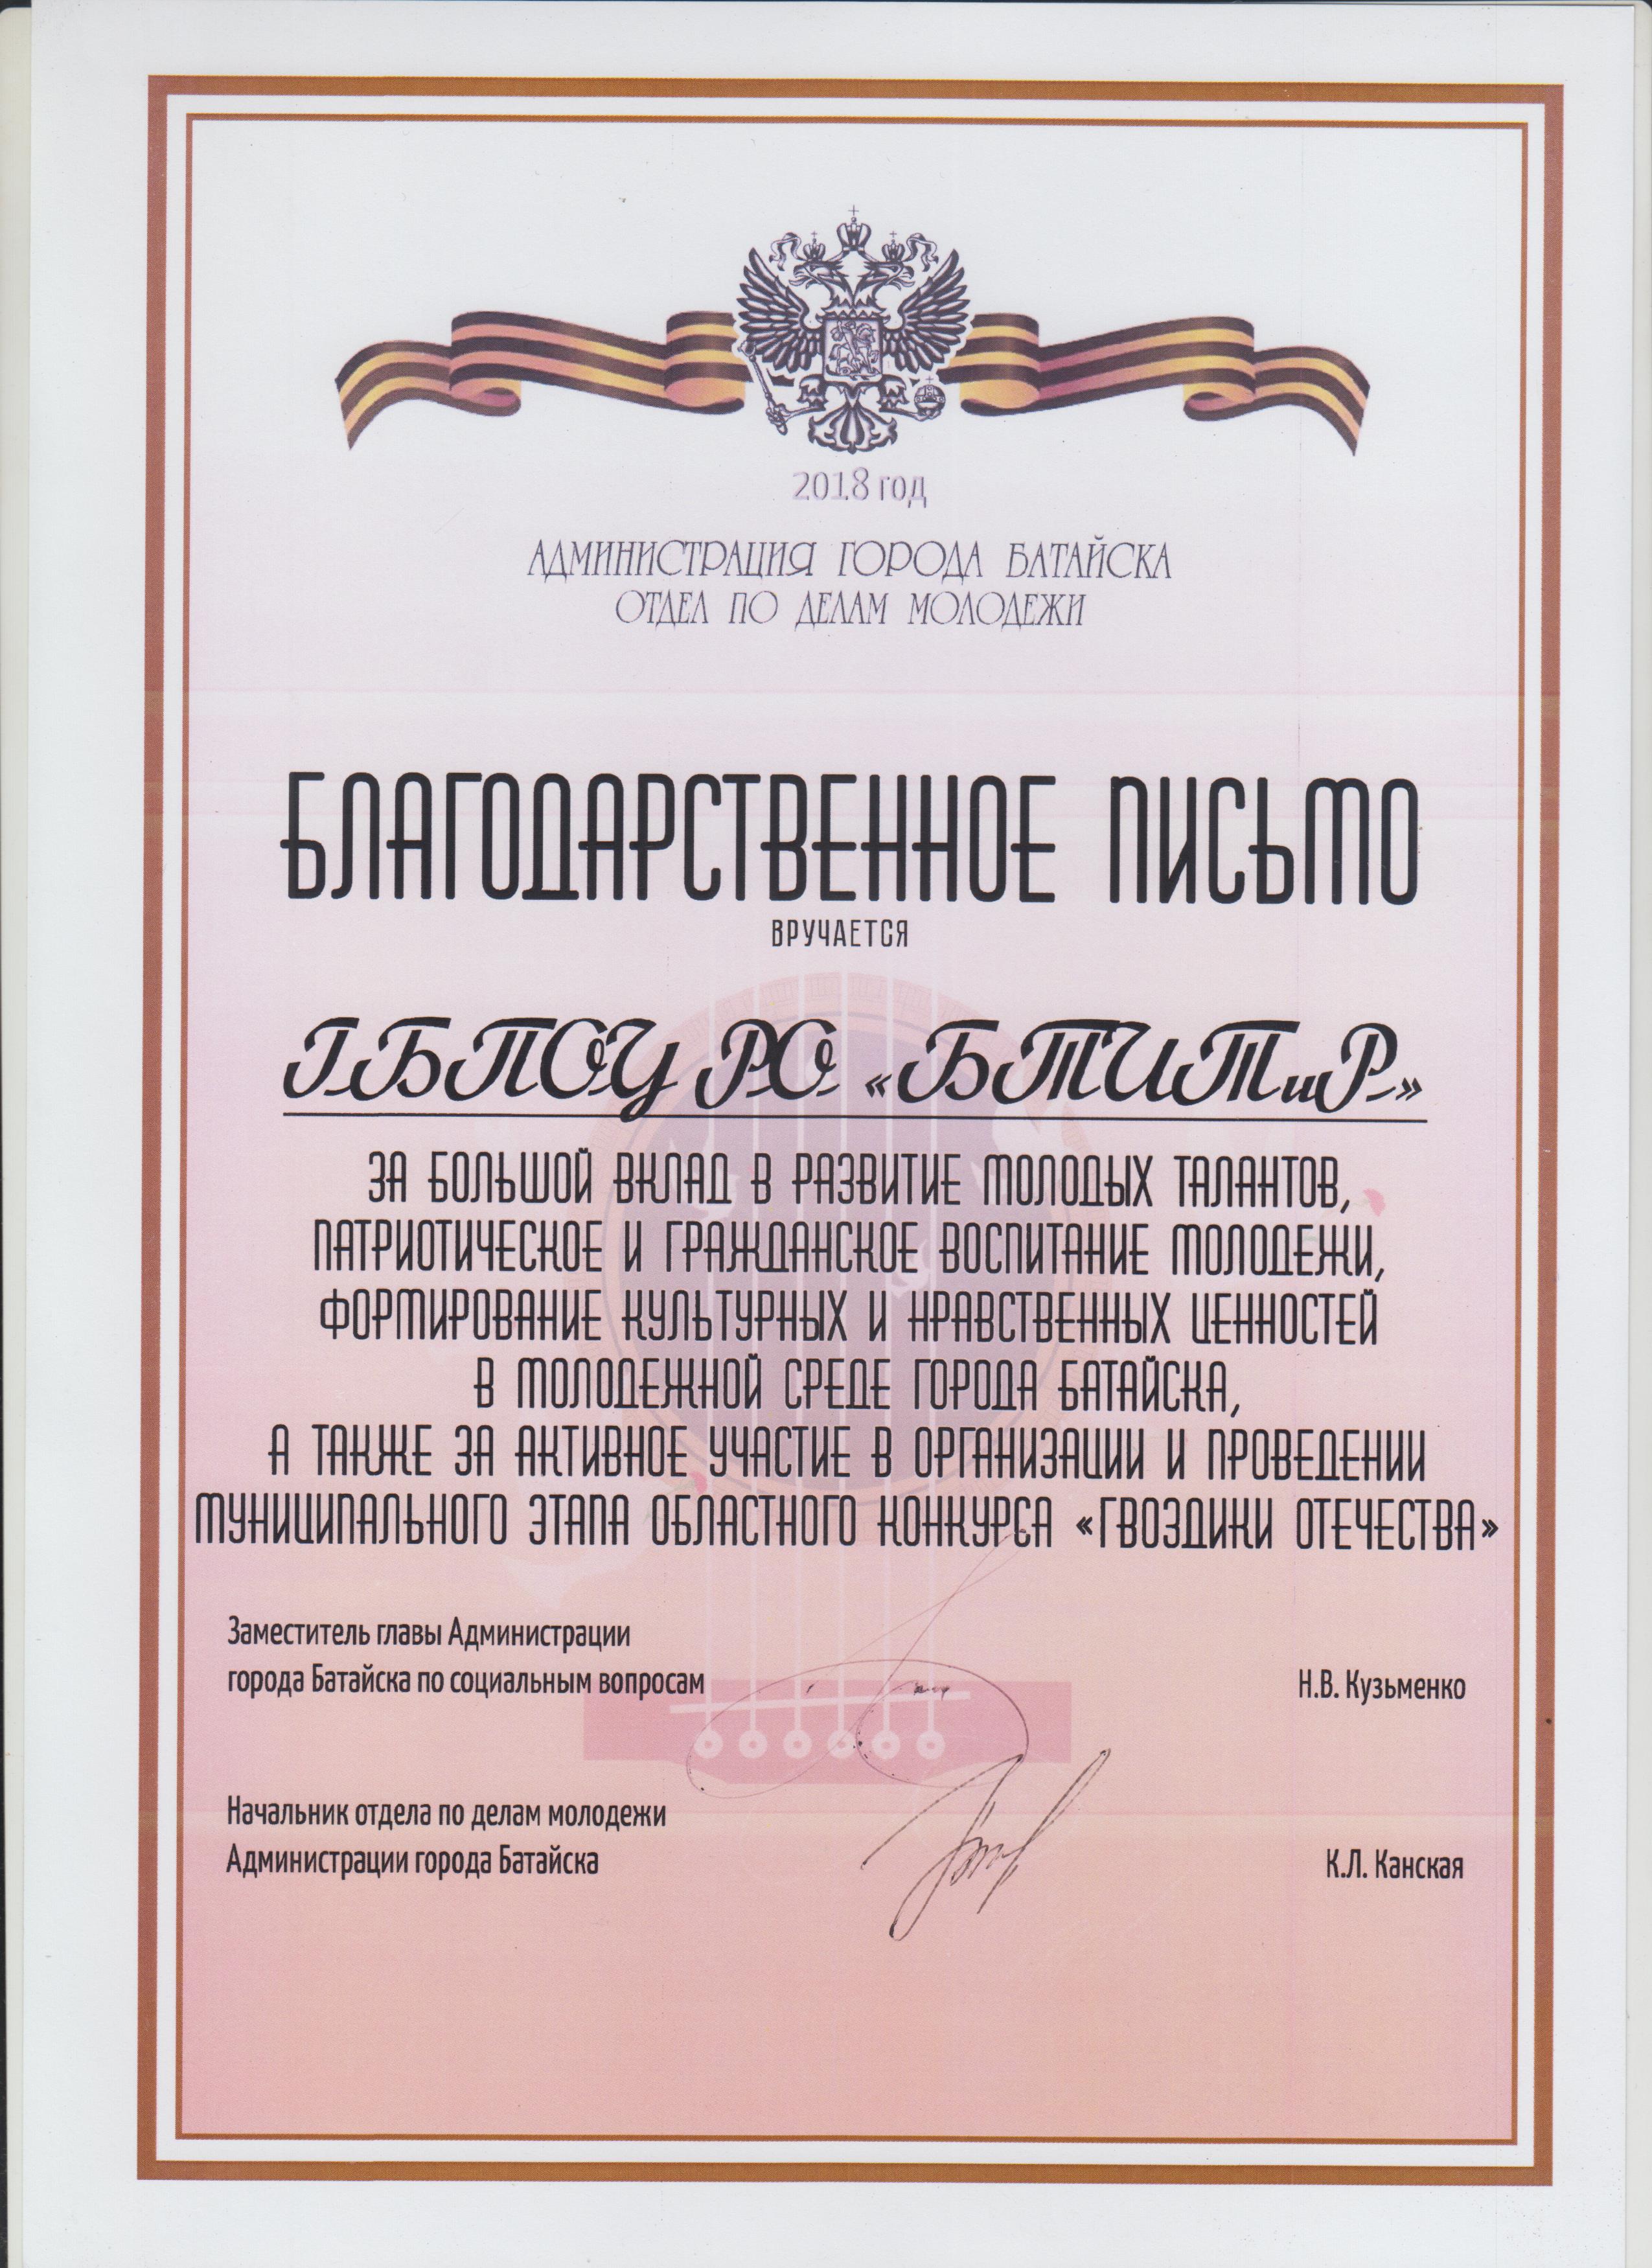 2018 год
АДМИНИСТРАЦИЯ ГОРОДА БАТАЙСКА
ОТДЕЛ ПО ДЕЛАМ МОЛОДЕЖИ
БЛАГОДАРСТВЕННОЕ ПИСЬМО
ВРУЧАЕТСЯ
ГБПОУ РО «БТИТиР»
ЗА БОЛЬШОЙ ВКЛАД В РАЗВИТИЕ МОЛОДЫХ ТАЛАНТОВ,
ПАТРИОТИЧЕСКОЕ И ГРАЖДАНСКОЕ ВОСПИТАНИЕ МОЛОДЕЖИ,
ФОРМИРОВАНИЕ КУЛЬТУРНЫХ И НРАВСТВЕННЫХ ЦЕННОСТЕЙ
В МОЛОДЕЖНОЙ СРЕДЕ ГОРОДА БАТАЙСКА,
А ТАКЖЕ ЗА АКТИВНОЕ УЧАСТИЕ В ОРГАНИЗАЦИИ И ПРОВЕДЕНИИ
МУНИЦИПАЛЬНОГО ЭТАПА ОБЛАСТНОГО КОНКУРСА «ГВОЗДИКИ ОТЕЧЕСТВА»
Заместитель главы Администрации
города Батайска по социальным вопросам Н.В. Кузьменко
Начальник отдела по делам молодежи
Администрации города Батайска К.Л. Канская